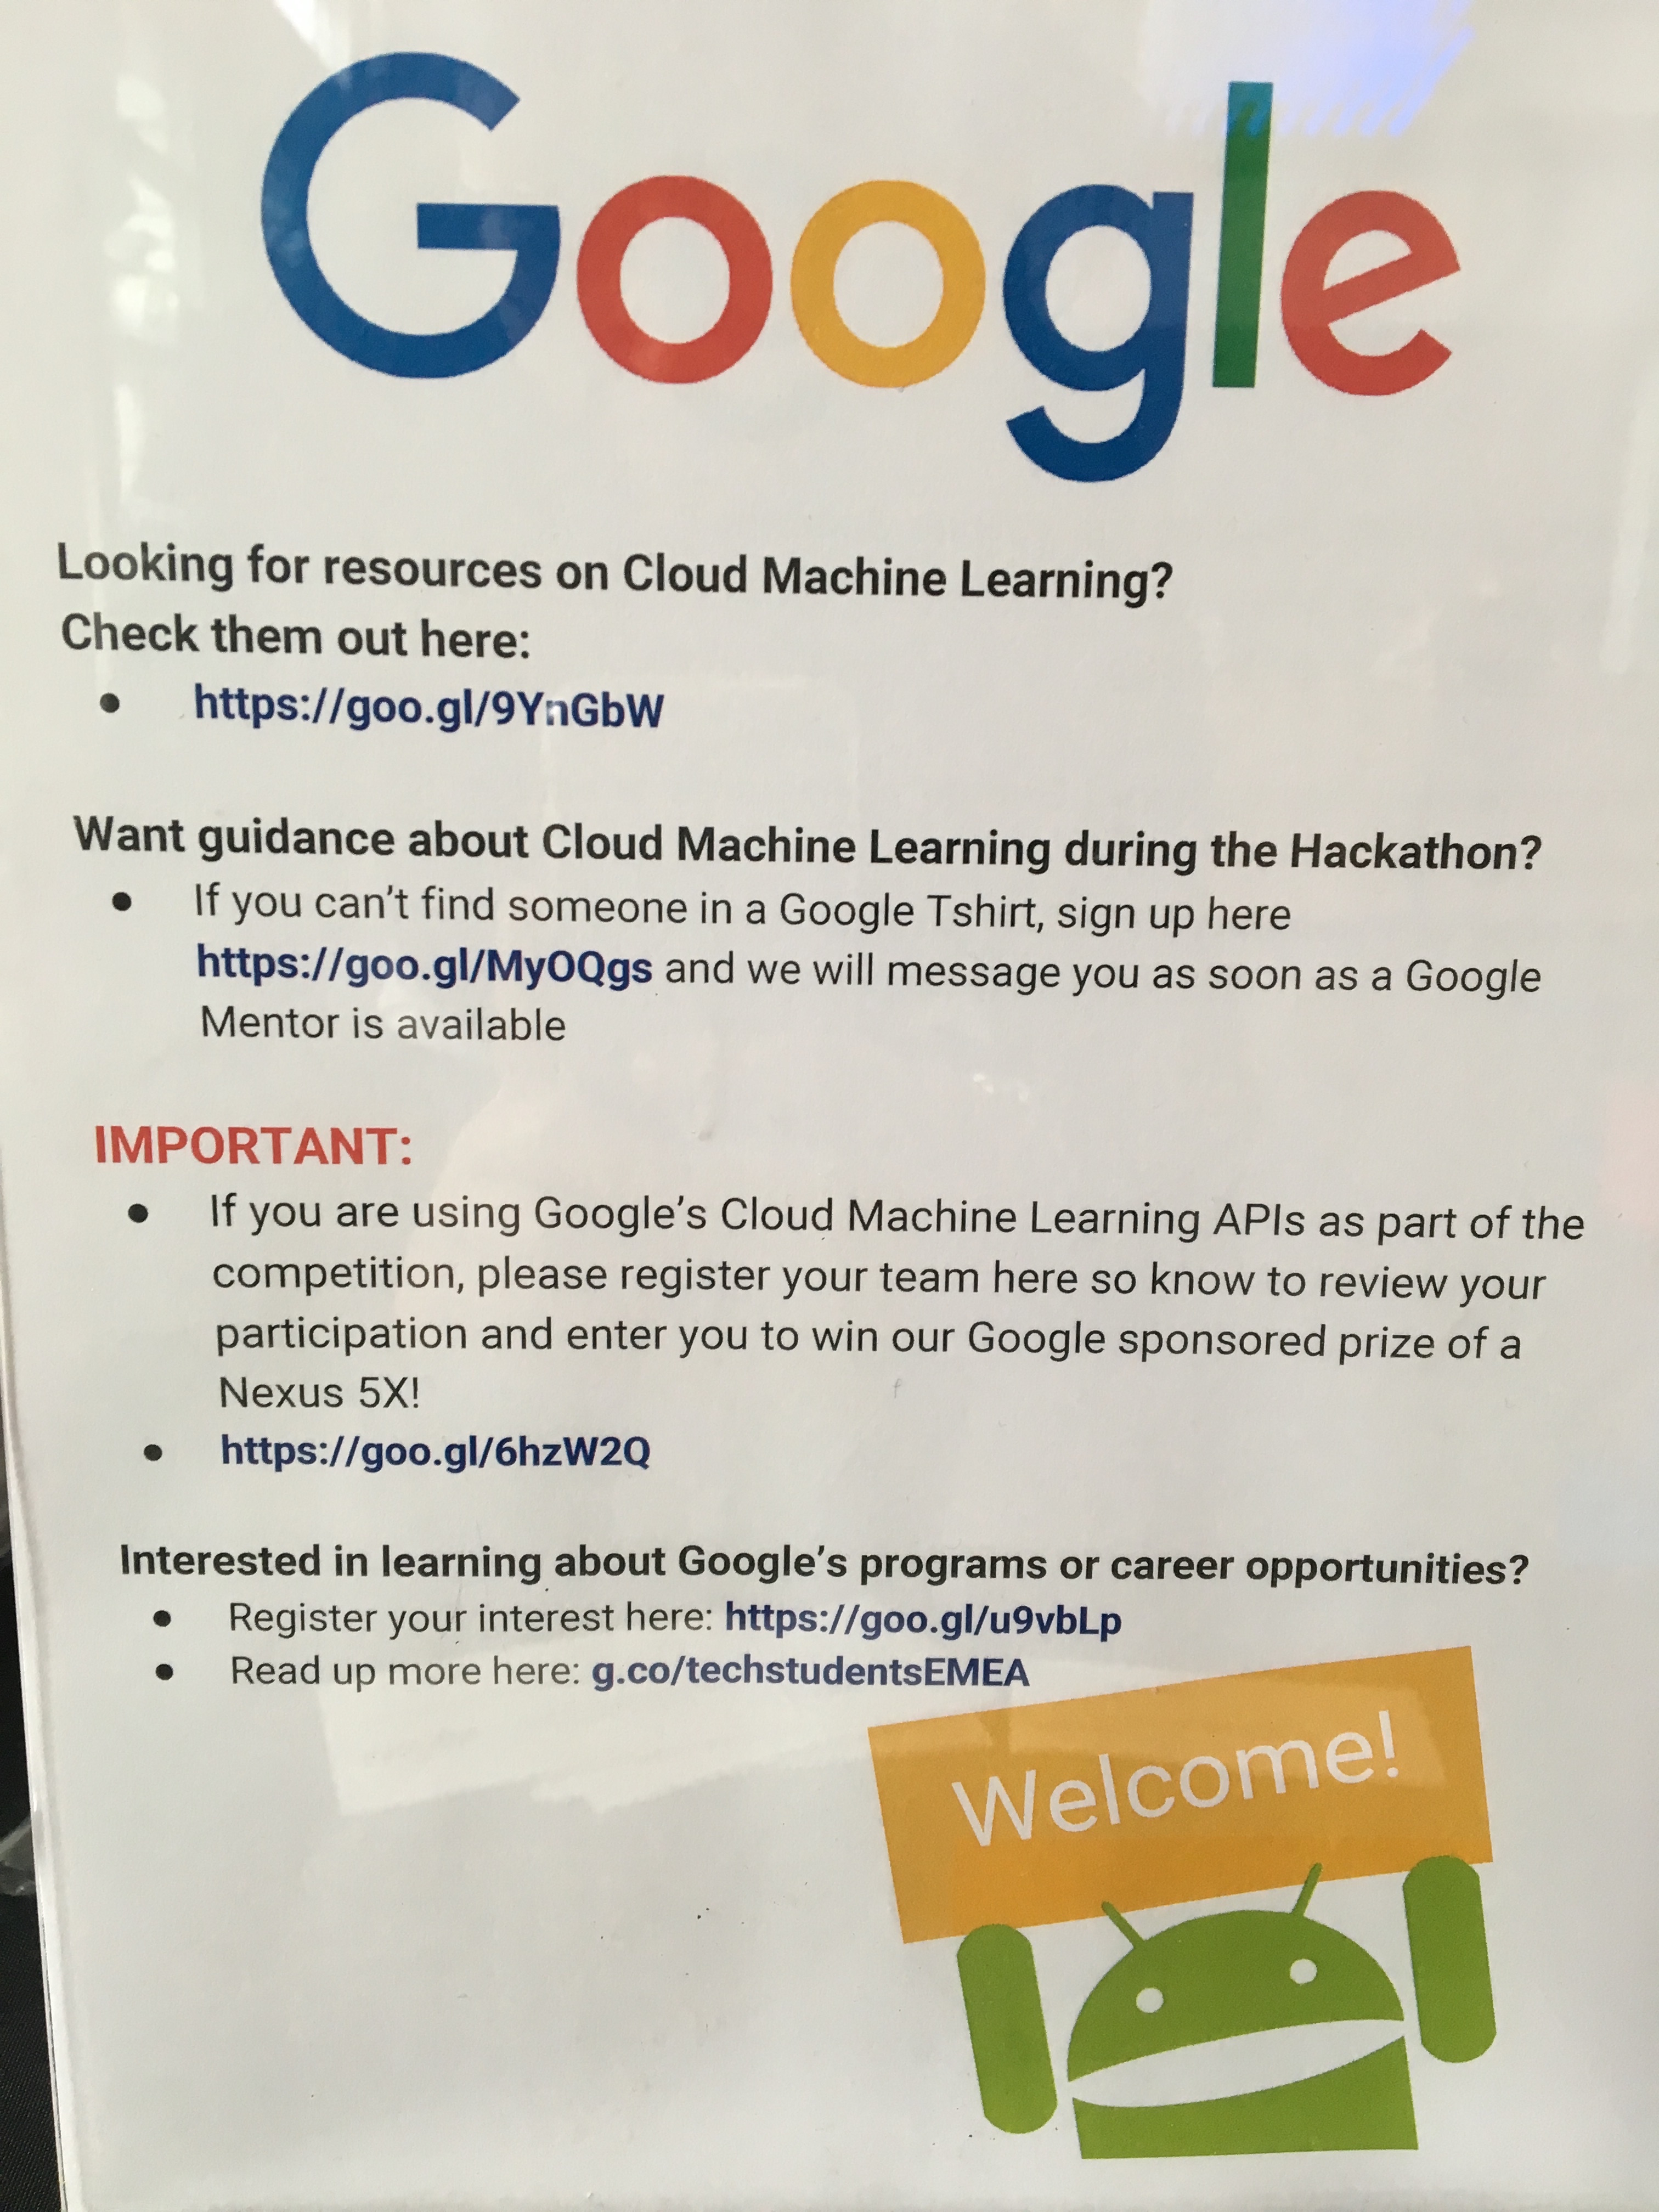 Google
Looking for resources on Cloud Machine Learning?
Check them out here:
• https://goo.gl/9YnGbW
Want guidance about Cloud Machine Learning during the Hackathon?
• If you can't find someone in a Google Tshirt, sign up here
https://goo.gl/MyOQgs and we will message you as soon as a Google
Mentor is available
IMPORTANT:
• If you are using Google's Cloud Machine Learning APIs as part of the
competition, please register your team here so know to review your
participation and enter you to win our Google sponsored prize of a
Nexus 5X!
• https://goo.gl/6hzW2Q
Interested in learning about Google's programs or career opportunities?
• Register your interest here: https://goo.gl/u9vbLp
• Read up more here: g.co/techstudentsEMEA
Welcome!